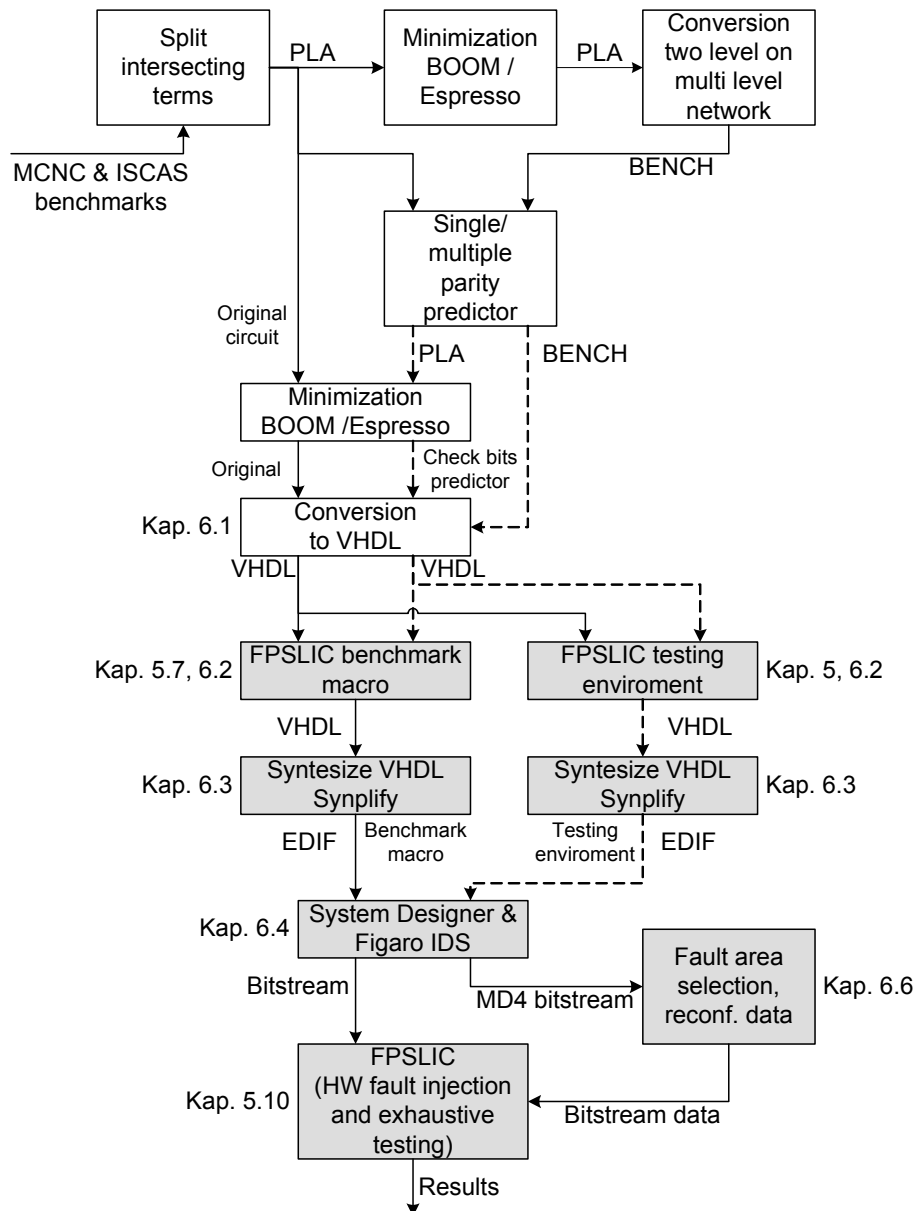 Split
intersecting
terms
PLA
Minimization
BOOM /
Espresso
PLA
Conversion
two level on
multi level
network
MCNC & ISCAS
benchmarks
BENCH
Single/
multiple
parity
predictor
Original
circuit
PLA
BENCH
Minimization
BOOM /Espresso
Original
Check bits
predictor
Kap. 6.1
Conversion
to VHDL
VHDL
VHDL
Kap. 5.7, 6.2
FPSLIC benchmark
macro
FPSLIC testing
enviroment
Kap. 5, 6.2
VHDL
VHDL
Kap. 6.3
Syntesize VHDL
Synplify
Syntesize VHDL
Synplify
Kap. 6.3
EDIF
Benchmark
macro
Testing
enviroment
EDIF
Kap. 6.4
System Designer &
Figaro IDS
Bitstream
MD4 bitstream
Fault area
selection,
reconf. data
Kap. 6.6
Kap. 5.10
FPSLIC
(HW fault injection
and exhaustive
testing)
Bitstream data
Results